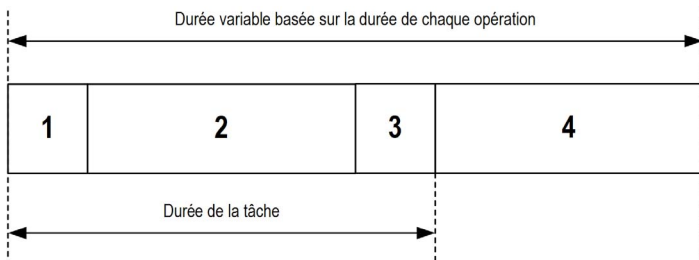 Durée variable basée sur la durée de chaque opération
1 2 3 4
Durée de la tâche